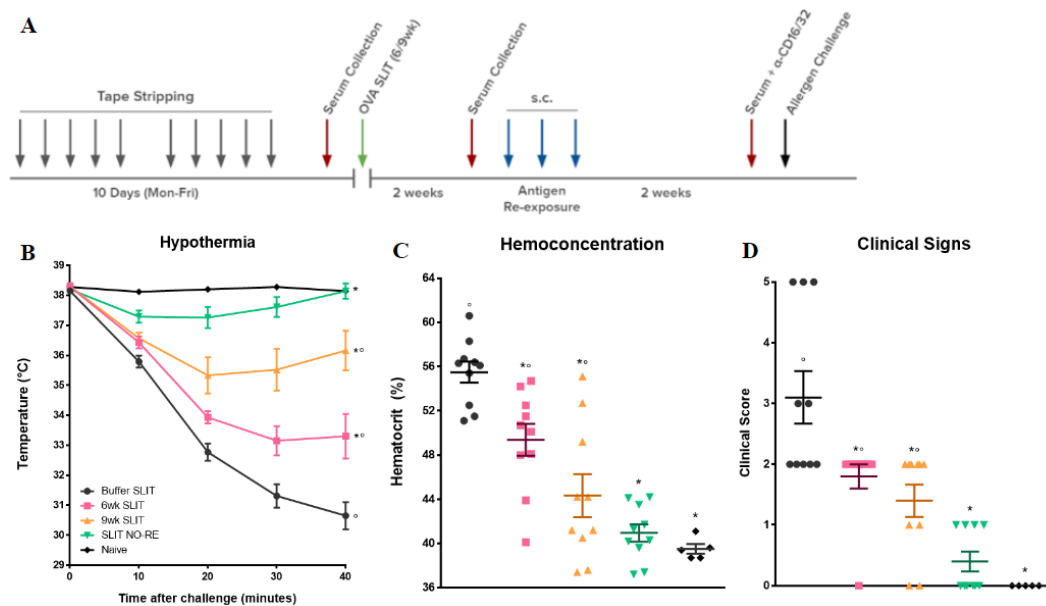 A
Tape Stripping
Serum Collection
OVA SLIT (6/9wk)
Serum Collection
s.c.
Serum + α-CD16/32
Allergen Challenge
10 Days (Mon-Fri)
2 weeks
Antigen
Re-exposure
2 weeks
B
Hypothermia
Temperature (°C)
39
38
37
36
35
34
33
32
31
30
29
*
*°
*°
°
Buffer SLIT
6wk SLIT
9wk SLIT
SLIT NO-RE
Naive
0
10
20
30
40
Time after challenge (minutes)
C
Hemoconcentration
Hematocrit (%)
64
60
56
52
48
44
40
36
°
*°
*°
*
*
D
Clinical Signs
Clinical Score
5
4
3
2
1
0
°
*°
*°
*
*